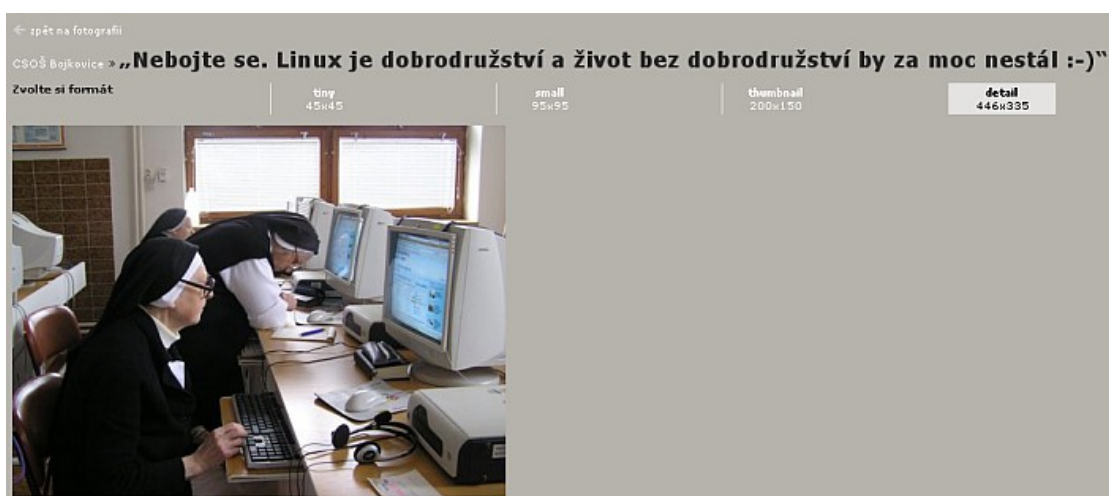 ← zpět na fotografii
CSOŠ Bojkovice » „Nebojte se. Linux je dobrodružství a život bez dobrodružství by za moc nestál :-)“
Zvolte si formát
tiny
45x45
small
95x95
thumbnail
200x150
detail
446x335